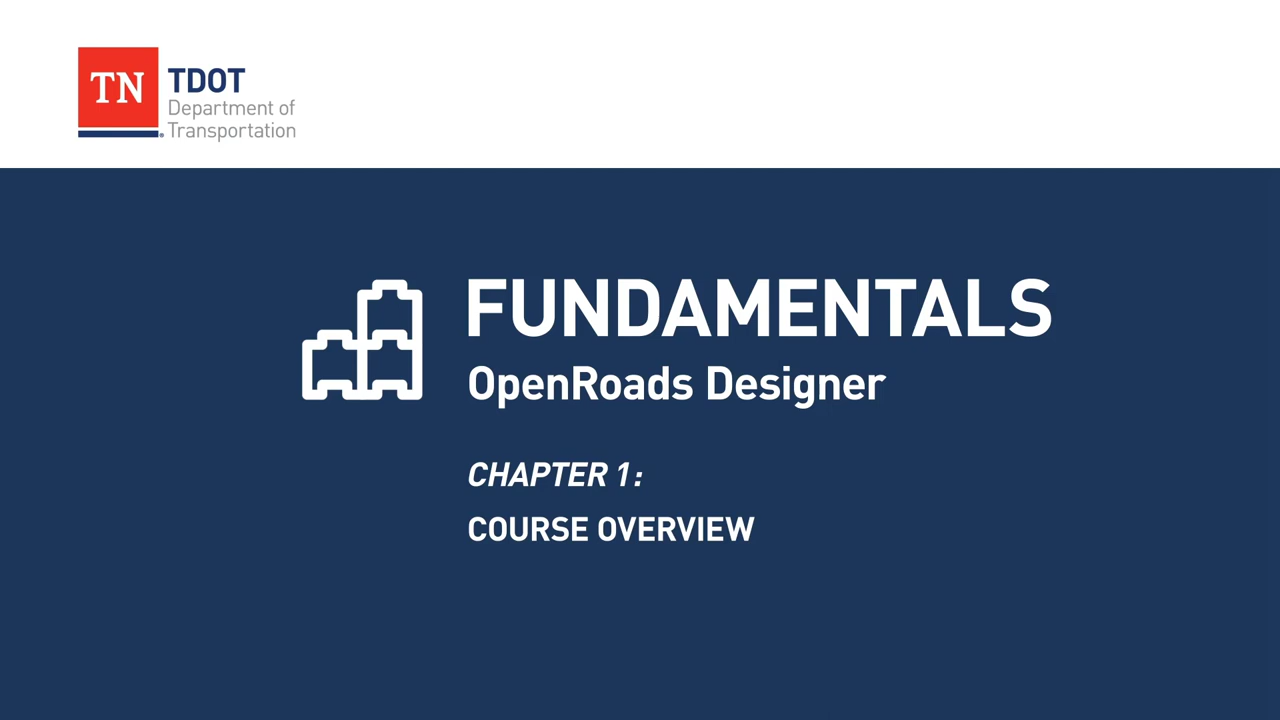 TN
TDOT
Department of
Transportation
FUNDAMENTALS
OpenRoads Designer
CHAPTER 1:
COURSE OVERVIEW